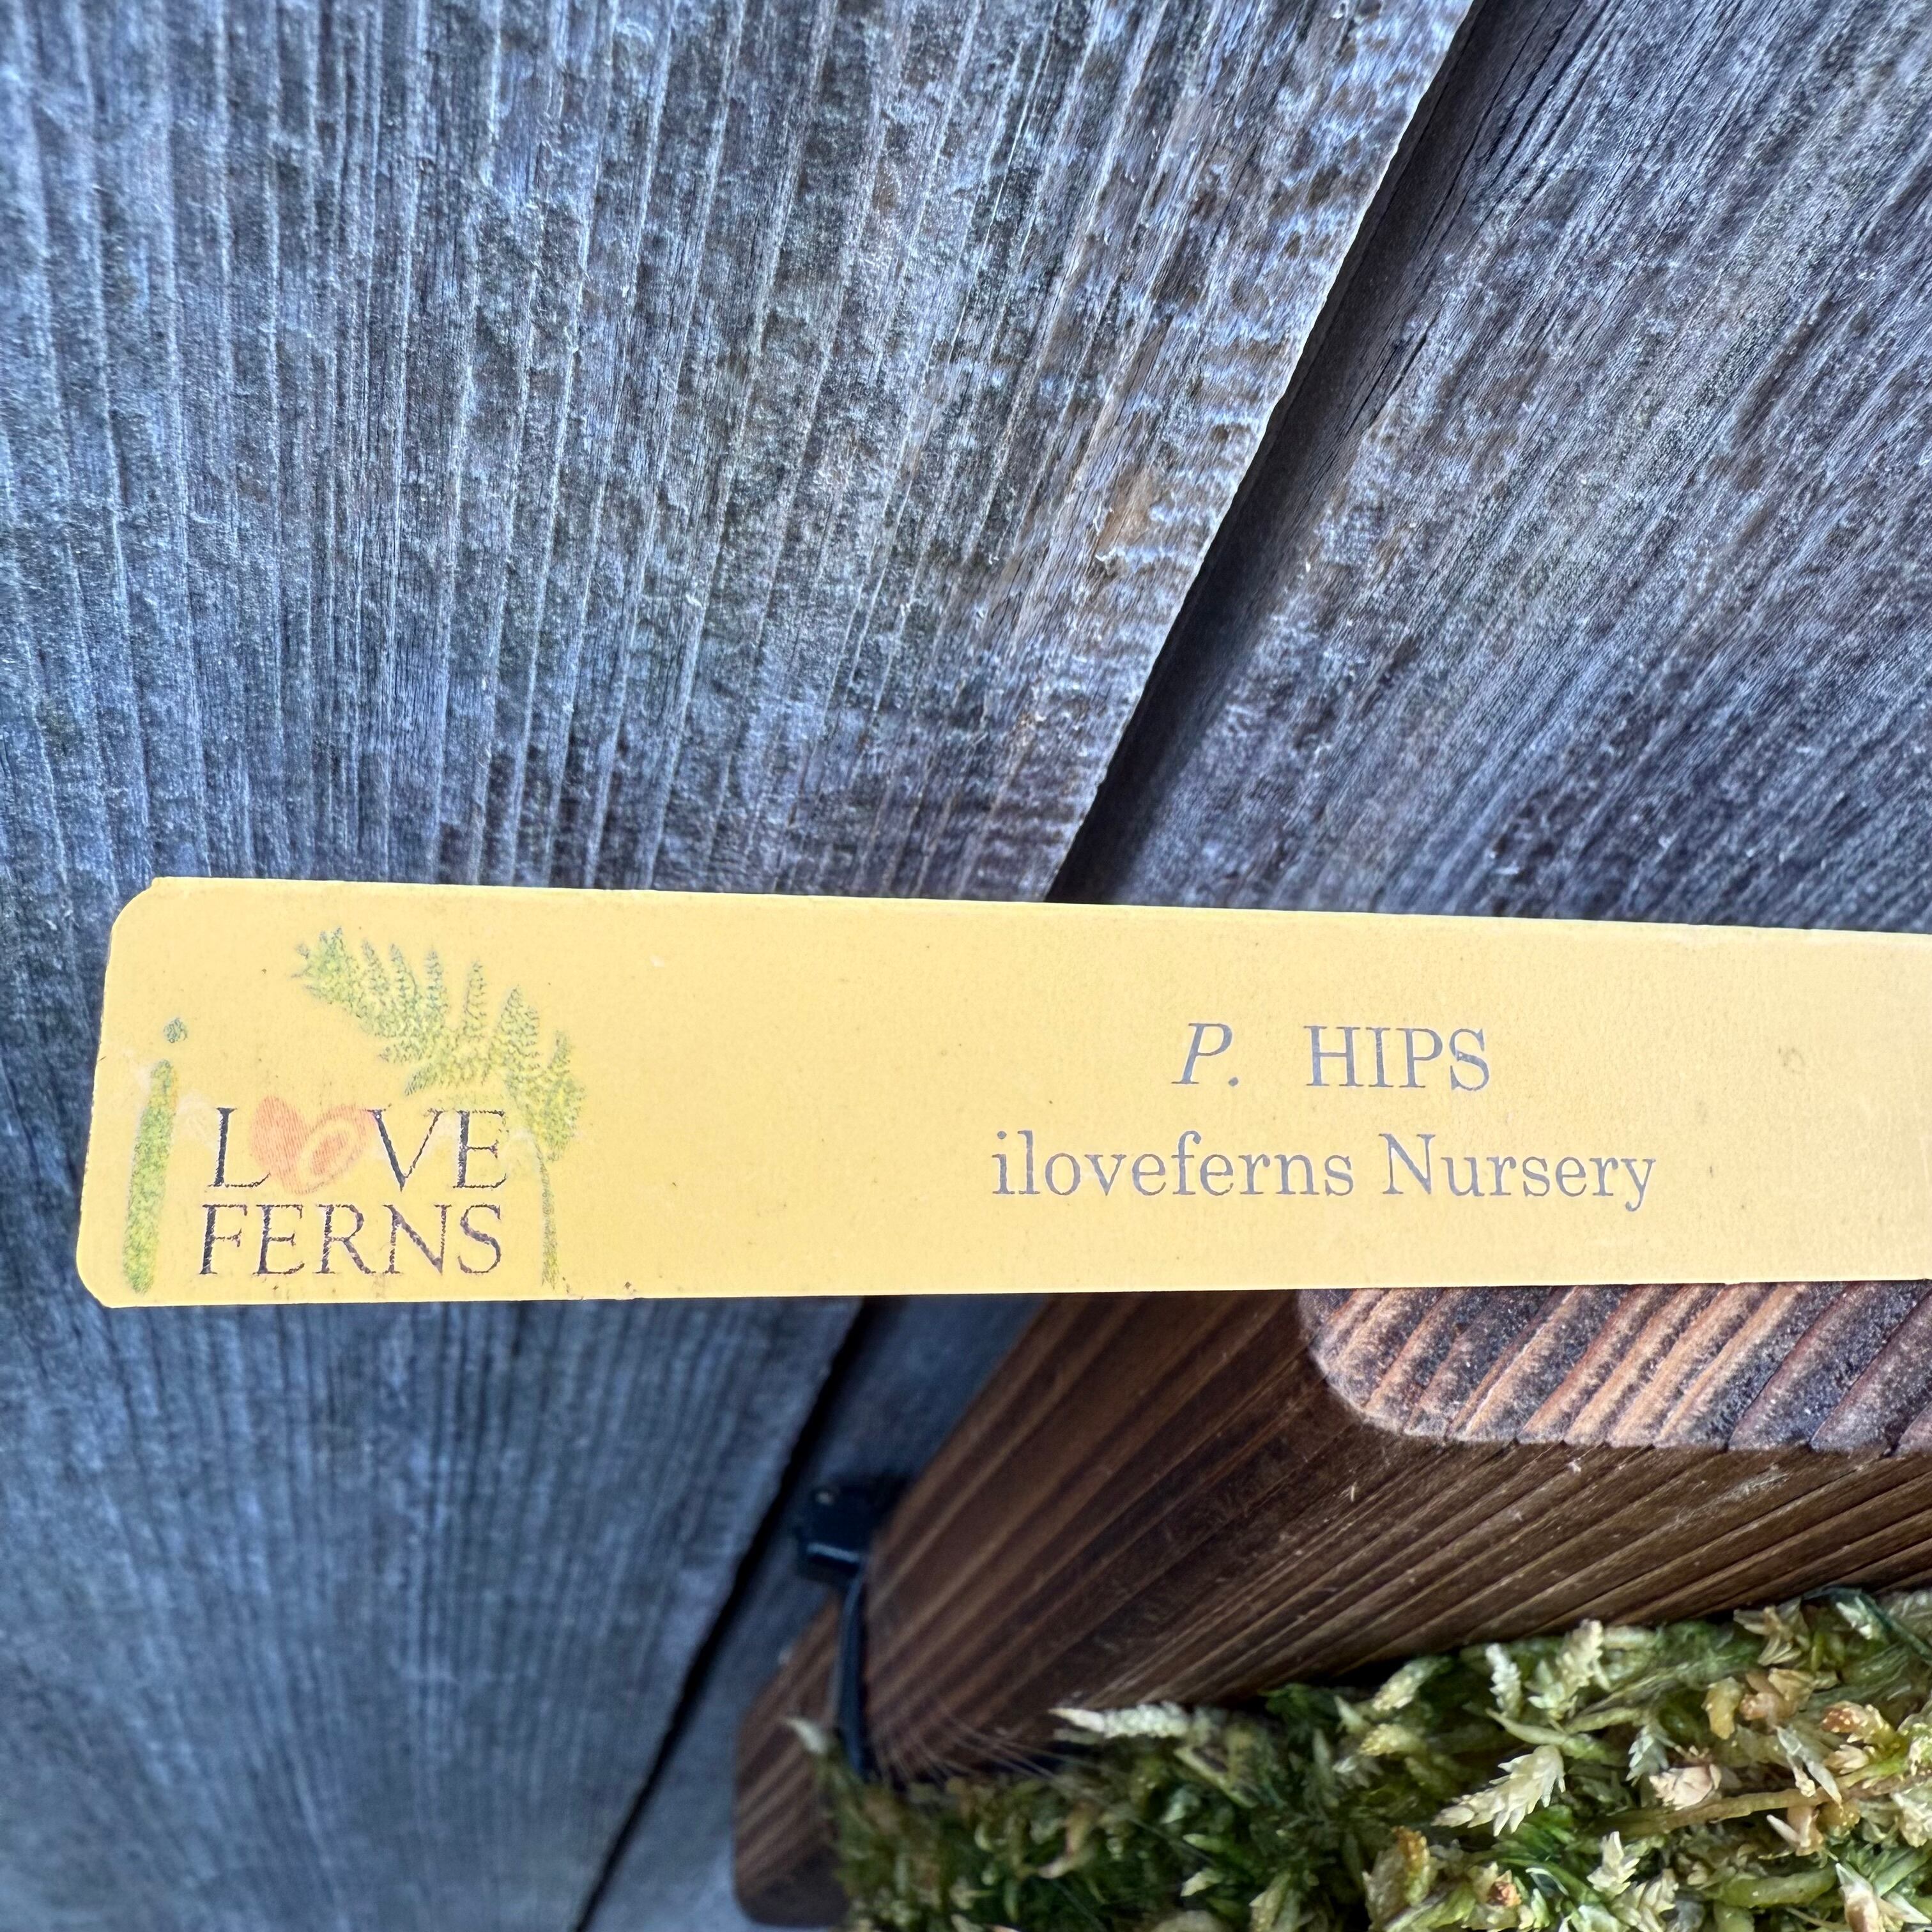 i LOVE
FERNS
P. HIPS
iloveferns Nursery